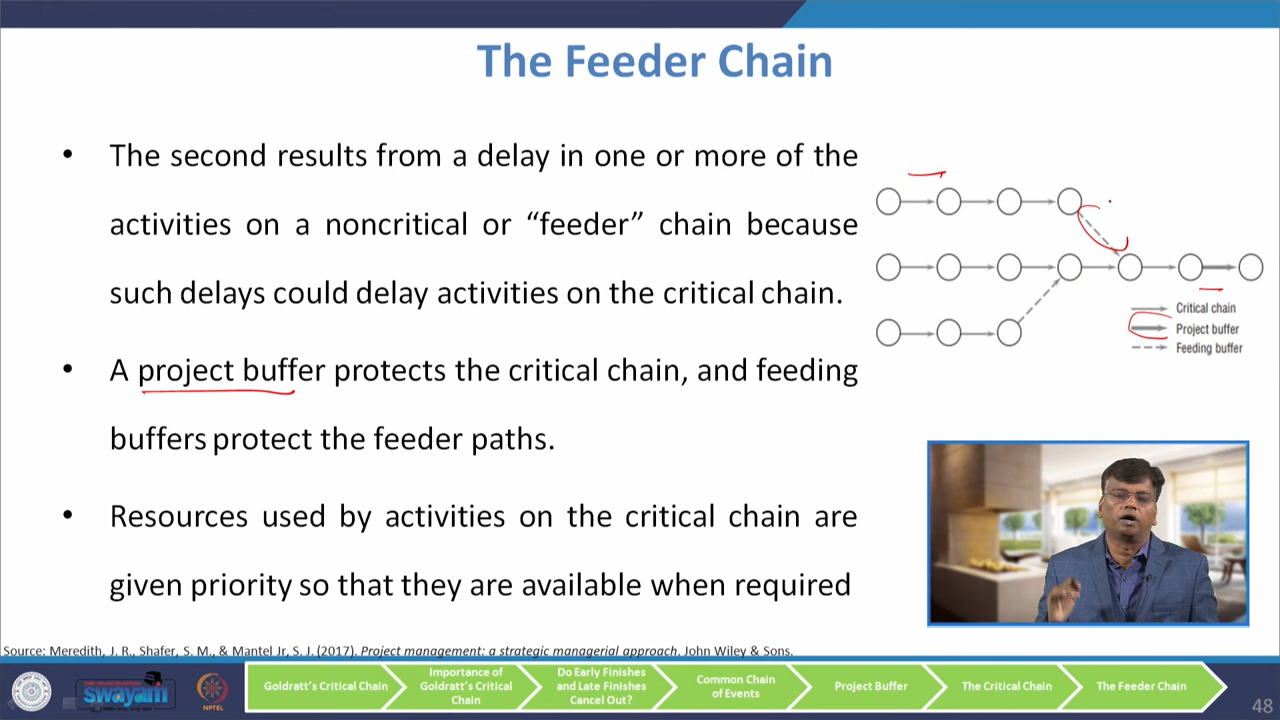 The Feeder Chain
• The second results from a delay in one or more of the
activities on a noncritical or “feeder” chain because
such delays could delay activities on the critical chain.
• A project buffer protects the critical chain, and feeding
buffers protect the feeder paths.
• Resources used by activities on the critical chain are
given priority so that they are available when required
Critical chain
Project buffer
Feeding buffer
Source: Meredith, J. R., Shafer, S. M., & Mantel Jr, S. J. (2017). Project management: a strategic managerial approach. John Wiley & Sons.
swayam
NPTEL
Goldratt’s Critical Chain
Importance of
Goldratt’s Critical
Chain
Do Early Finishes
and Late Finishes
Cancel Out?
Common Chain
of Events
Project Buffer
The Critical Chain
The Feeder Chain
48